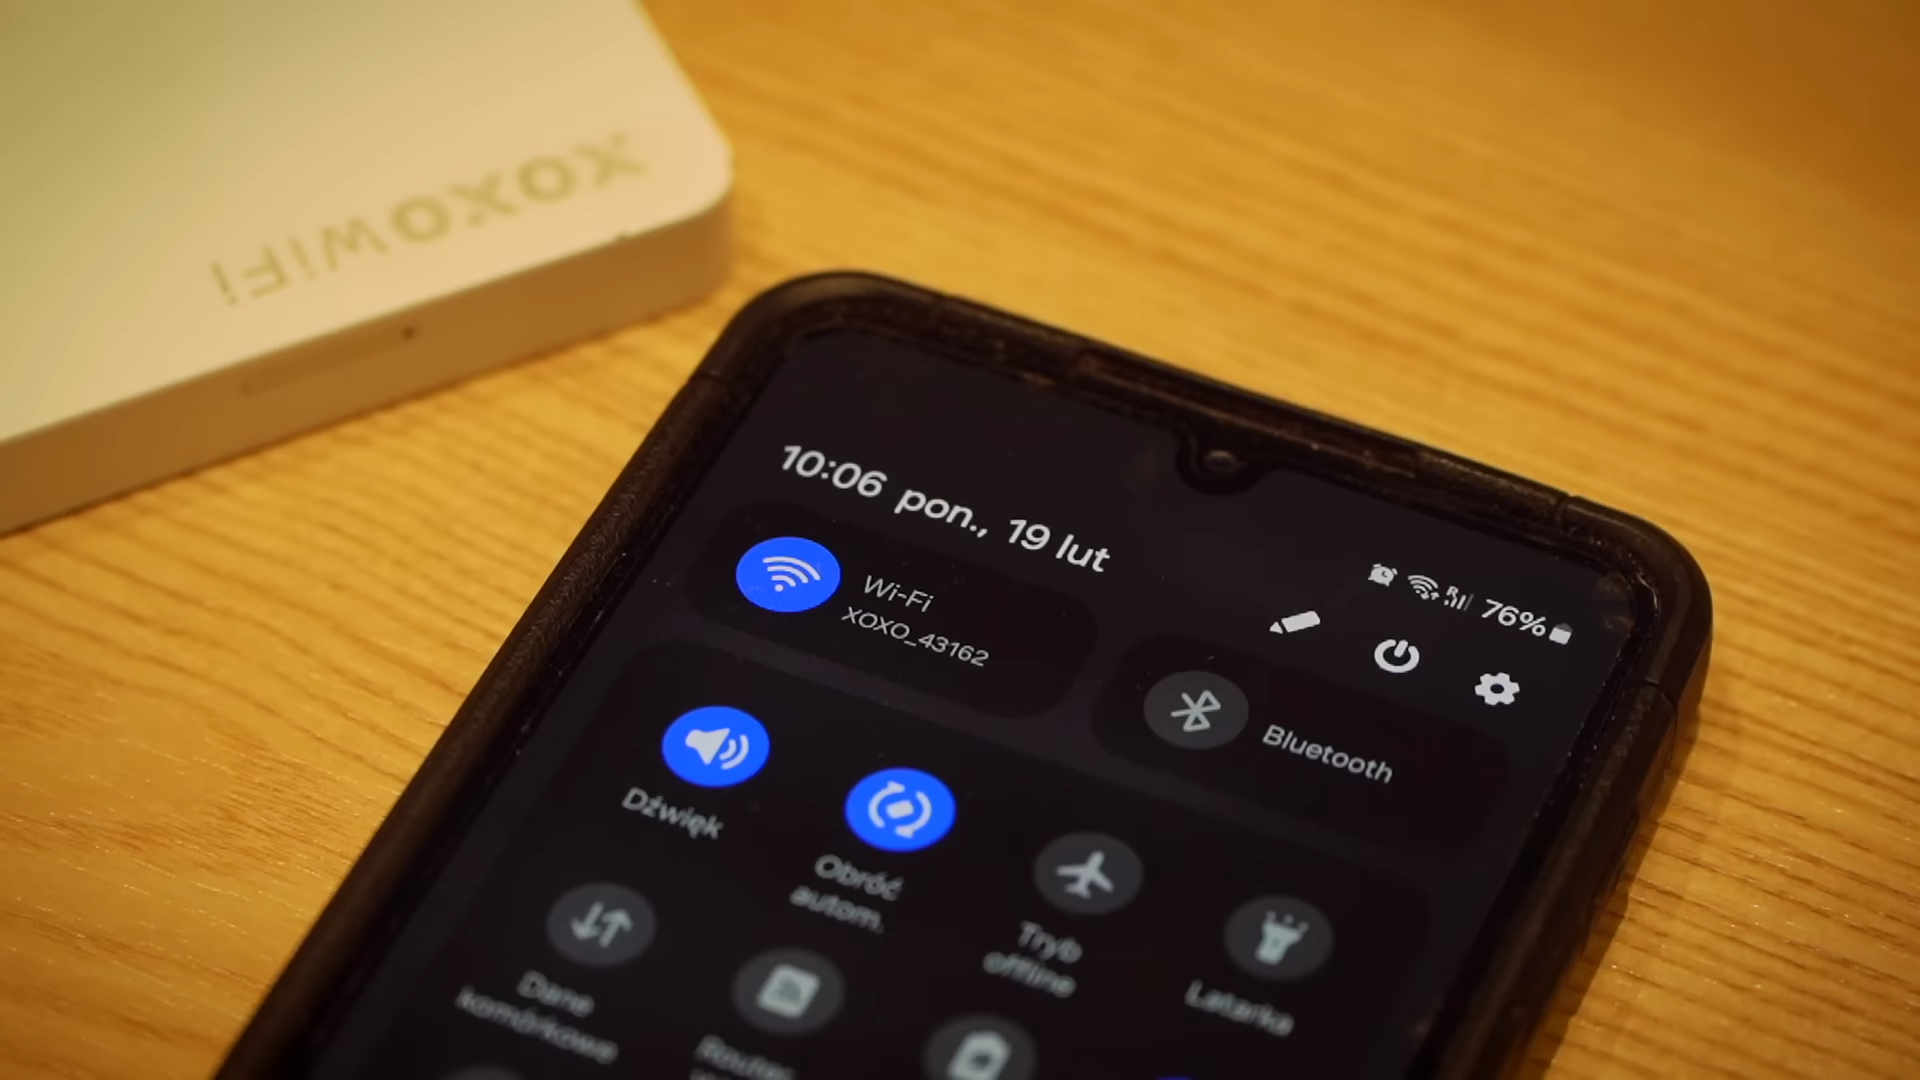 XOXOWiFi
10:06 pon., 19 lut
R 76%
Wi-Fi
XOXO_43162
Bluetooth
Dźwięk
Obróć
autom.
Tryb
offline
Latarka
Dane
komórkowe
Router